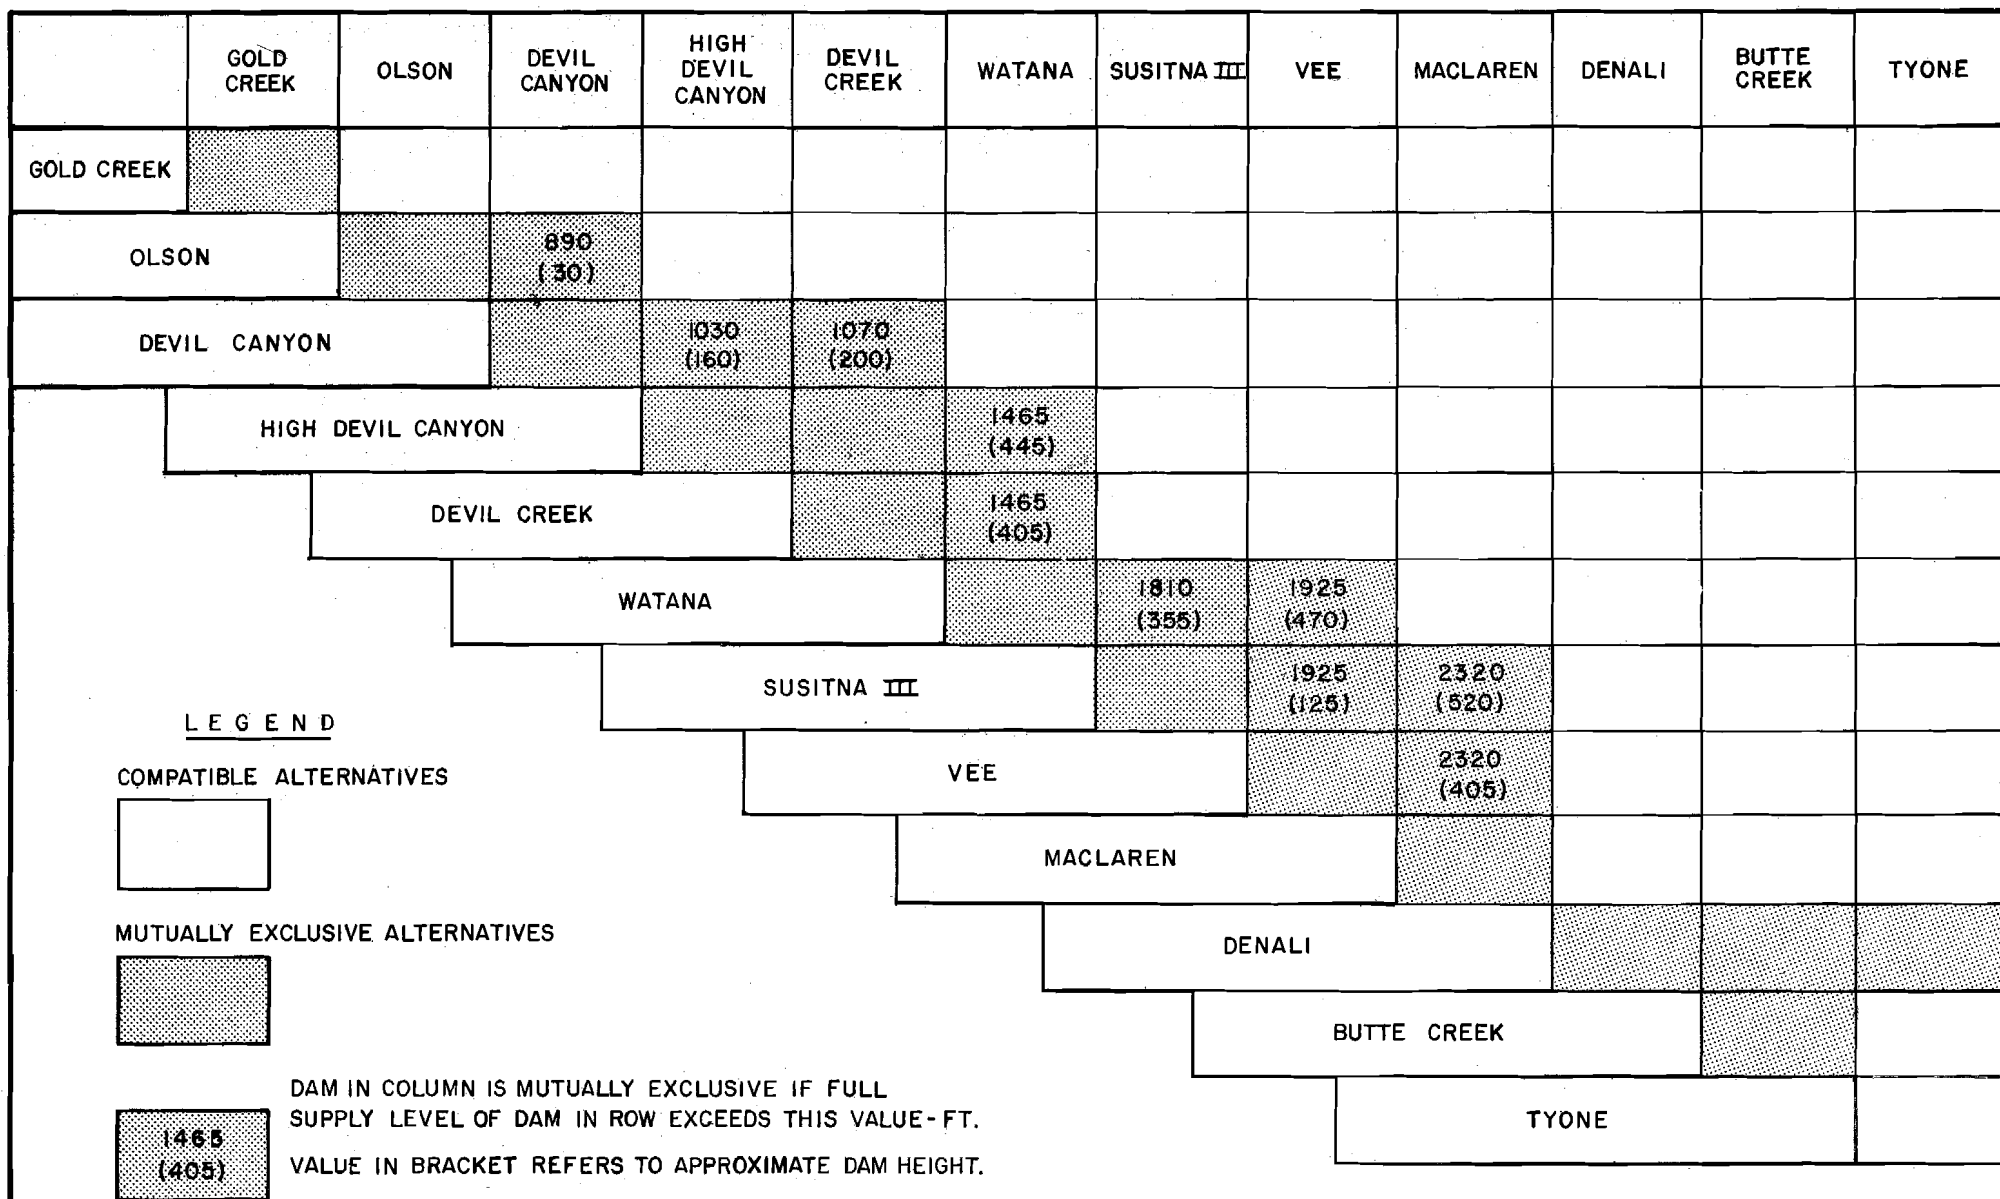 GOLD CREEK
OLSON
DEVIL CANYON
HIGH DEVIL CANYON
DEVIL CREEK
WATANA
SUSITNA III
VEE
MACLAREN
DENALI
BUTTE CREEK
TYONE
GOLD CREEK
OLSON
890
(30)
DEVIL CANYON
1030
(160)
1070
(200)
HIGH DEVIL CANYON
1465
(445)
DEVIL CREEK
1465
(405)
WATANA
1810
(355)
1925
(470)
SUSITNA III
1925
(125)
2320
(520)
VEE
2320
(405)
MACLAREN
DENALI
BUTTE CREEK
TYONE
LEGEND
COMPATIBLE ALTERNATIVES
MUTUALLY EXCLUSIVE ALTERNATIVES
1465
(405)
DAM IN COLUMN IS MUTUALLY EXCLUSIVE IF FULL
SUPPLY LEVEL OF DAM IN ROW EXCEEDS THIS VALUE-FT.
VALUE IN BRACKET REFERS TO APPROXIMATE DAM HEIGHT.